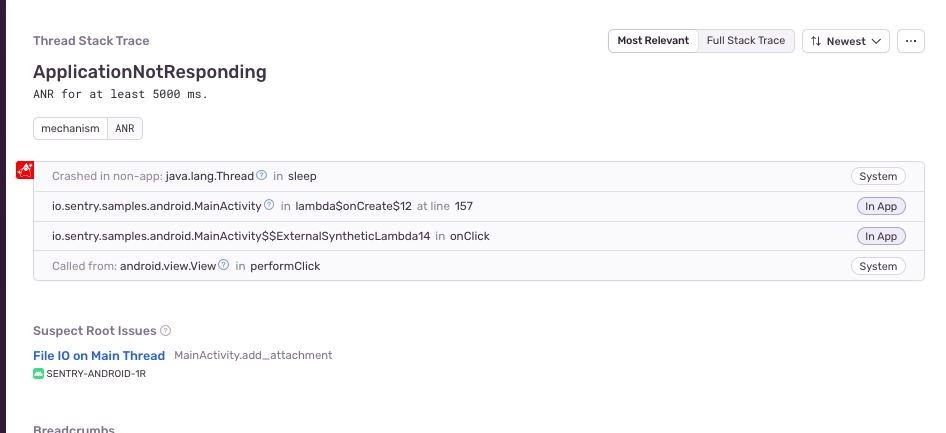 Thread Stack Trace
Most Relevant Full Stack Trace Newest ...
ApplicationNotResponding
ANR for at least 5000 ms.
mechanism ANR
Crashed in non-app: java.lang.Thread ? in sleep System
io.sentry.samples.android.MainActivity ? in lambda$onCreate$12 at line 157 In App
io.sentry.samples.android.MainActivity$$ExternalSyntheticLambda14 in onClick In App
Called from: android.view.View ? in performClick System
Suspect Root Issues ?
File IO on Main Thread MainActivity.add_attachment
SENTRY-ANDROID-1R
Breadcrumbs